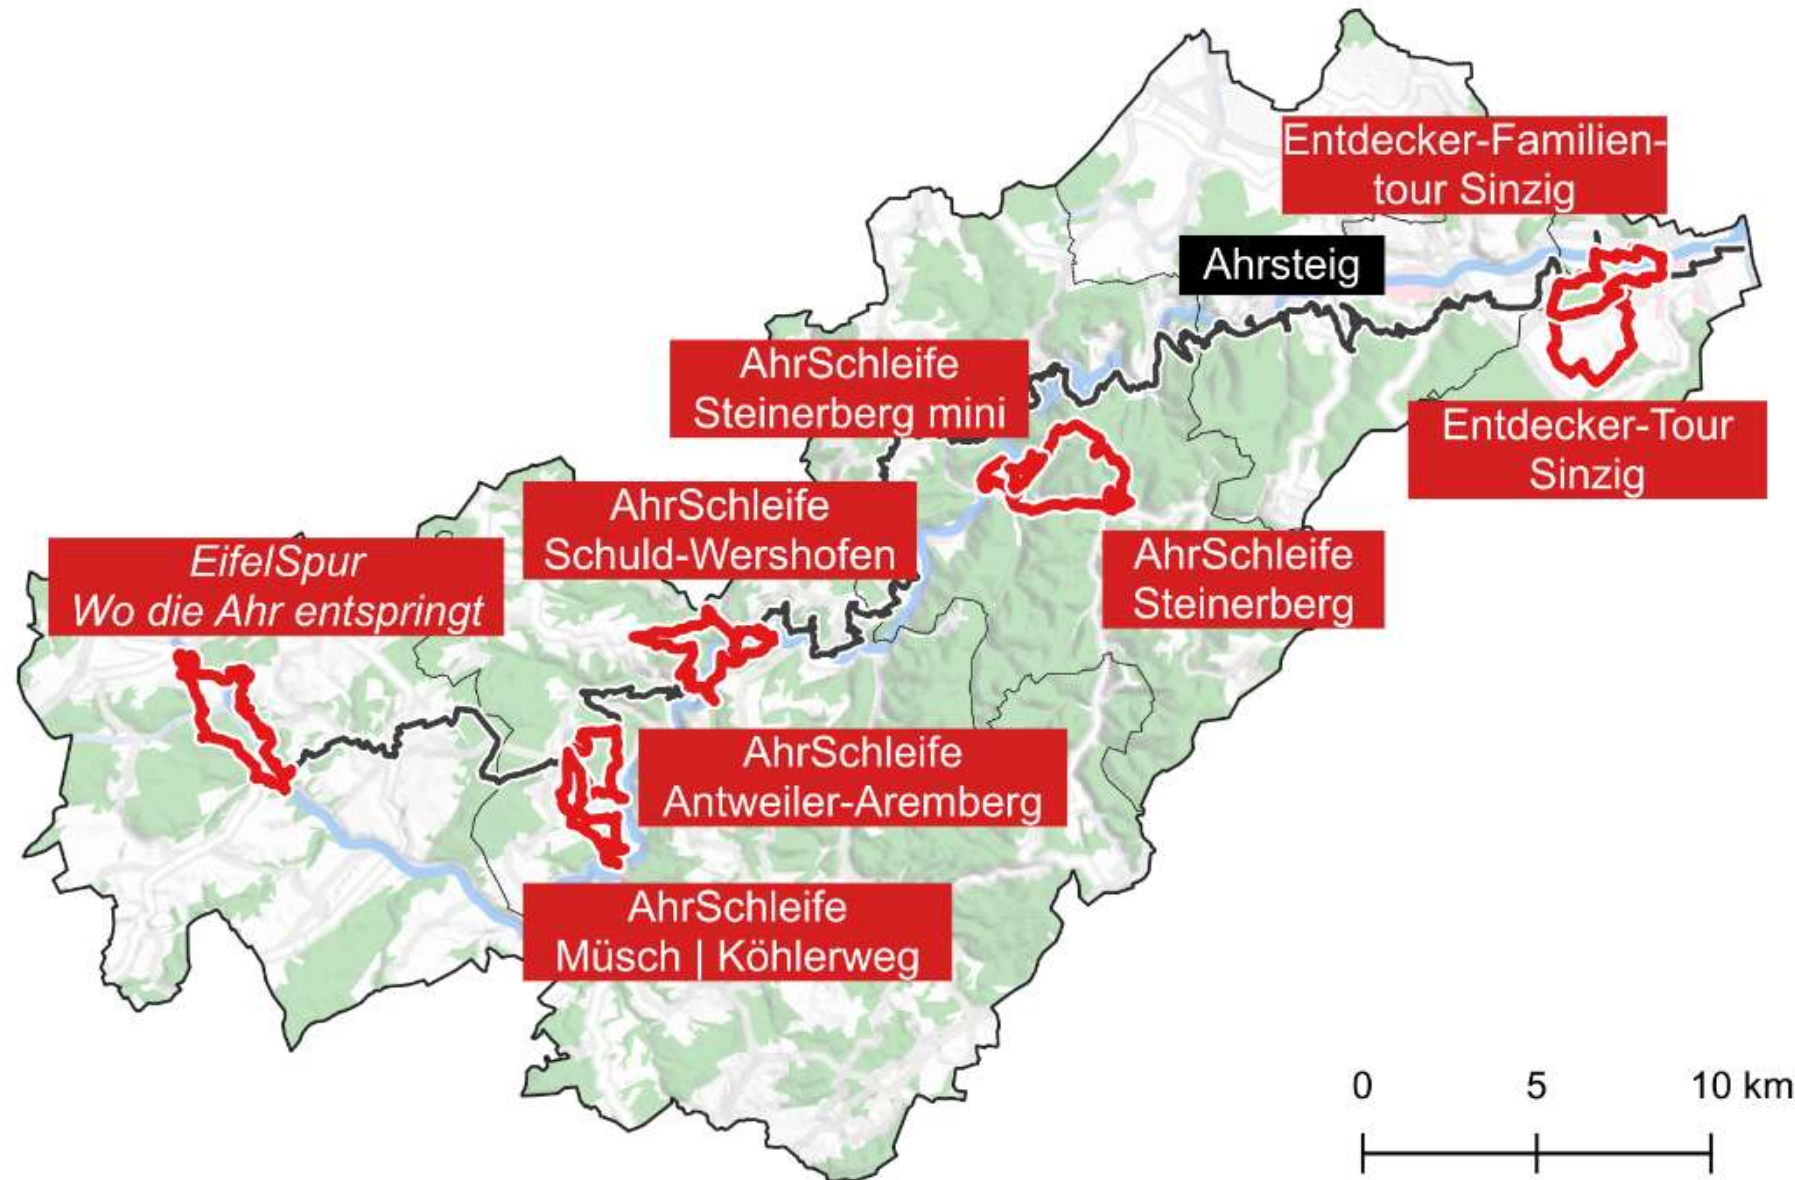 Entdecker-Familien-
tour Sinzig
Ahrsteig
AhrSchleife
Steinerberg mini
Entdecker-Tour
Sinzig
AhrSchleife
Schuld-Wershofen
AhrSchleife
Steinerberg
EifelSpur
Wo die Ahr entspringt
AhrSchleife
Antweiler-Aremberg
AhrSchleife
Müsch | Köhlerweg
0 5 10 km